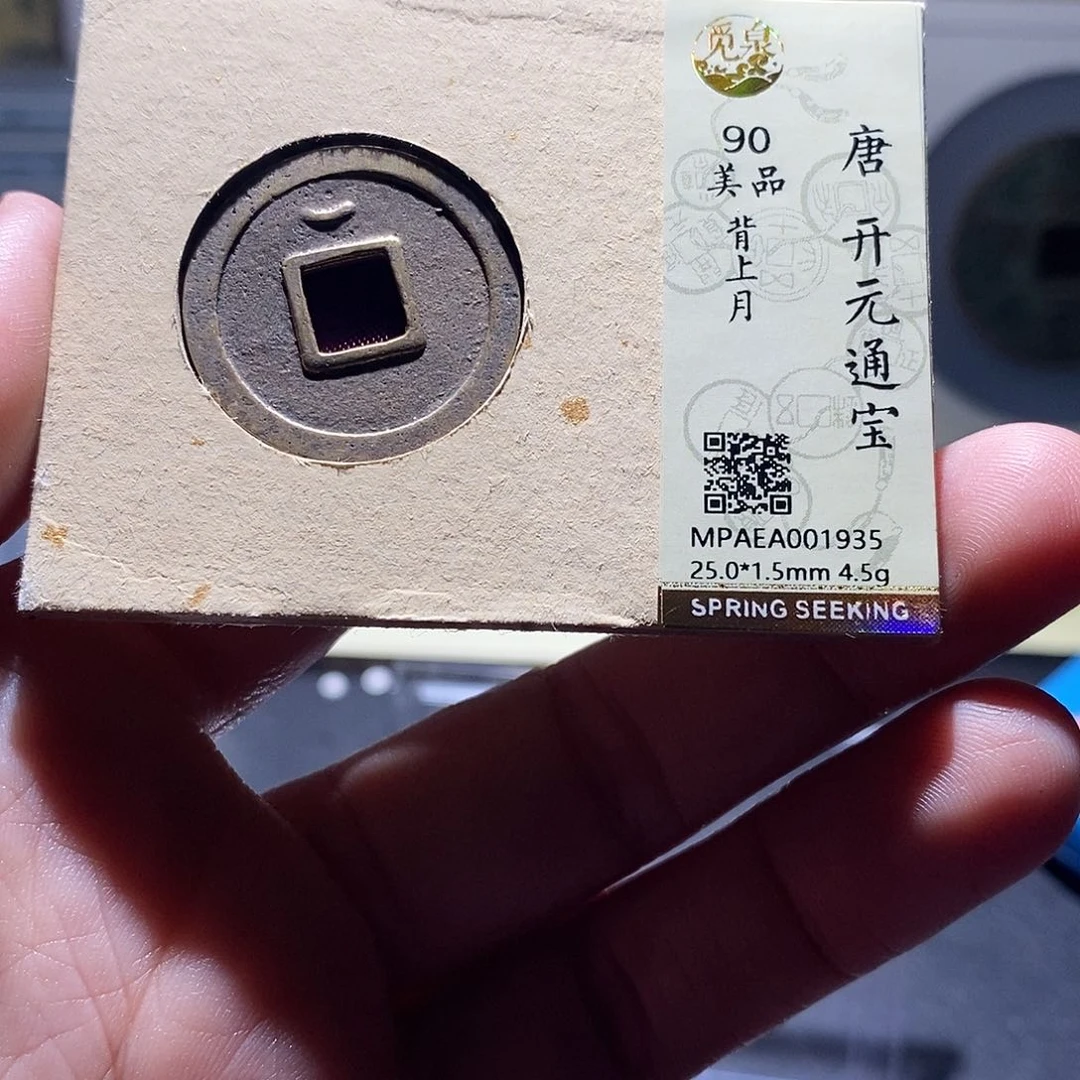 觅泉
唐 开元通宝
90
美品
背上月
MPAEA001935
25.0*1.5mm 4.5g
SPRING SEEKING